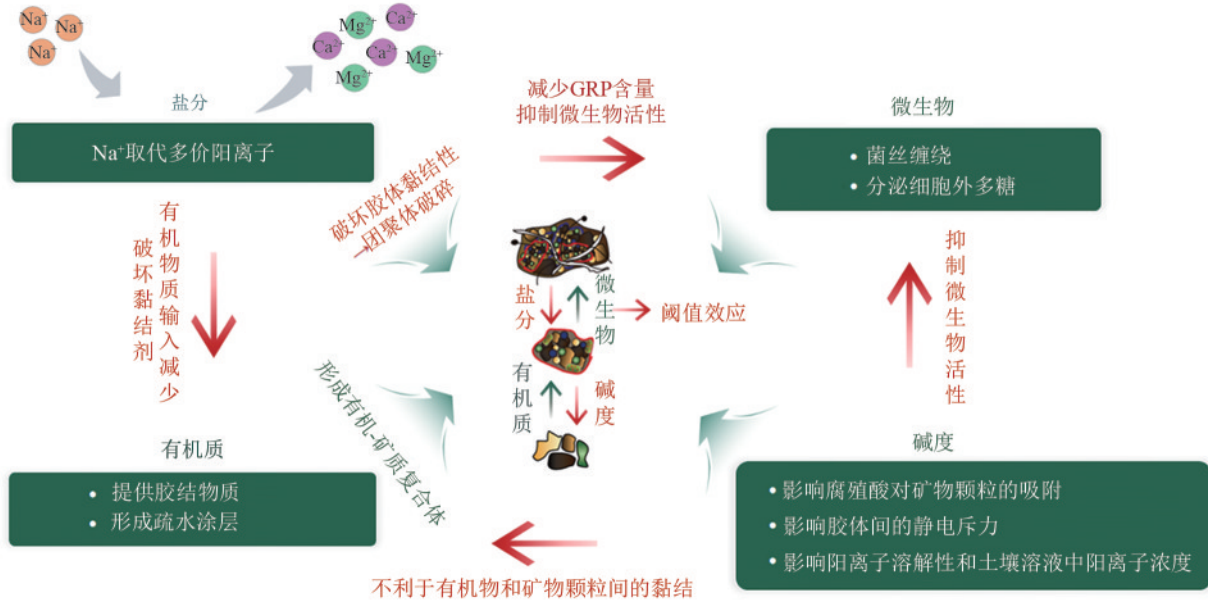 Na⁺
Na⁺
Na⁺
Mg²⁺
Ca²⁺
Ca²⁺
Ca²⁺
Mg²⁺
Mg²⁺
盐分
Na⁺取代多价阳离子
减少GRP含量
抑制微生物活性
微生物
• 菌丝缠绕
• 分泌细胞外多糖
破坏胶体黏结性
→团聚体破碎
有机物质输入减少
破坏黏结剂
盐分
微生物
阈值效应
有机质
碱度
抑制微生物活性
形成有机-矿质复合体
有机质
• 提供胶结物质
• 形成疏水涂层
碱度
• 影响腐殖酸对矿物颗粒的吸附
• 影响胶体间的静电斥力
• 影响阳离子溶解性和土壤溶液中阳离子浓度
不利于有机物和矿物颗粒间的黏结